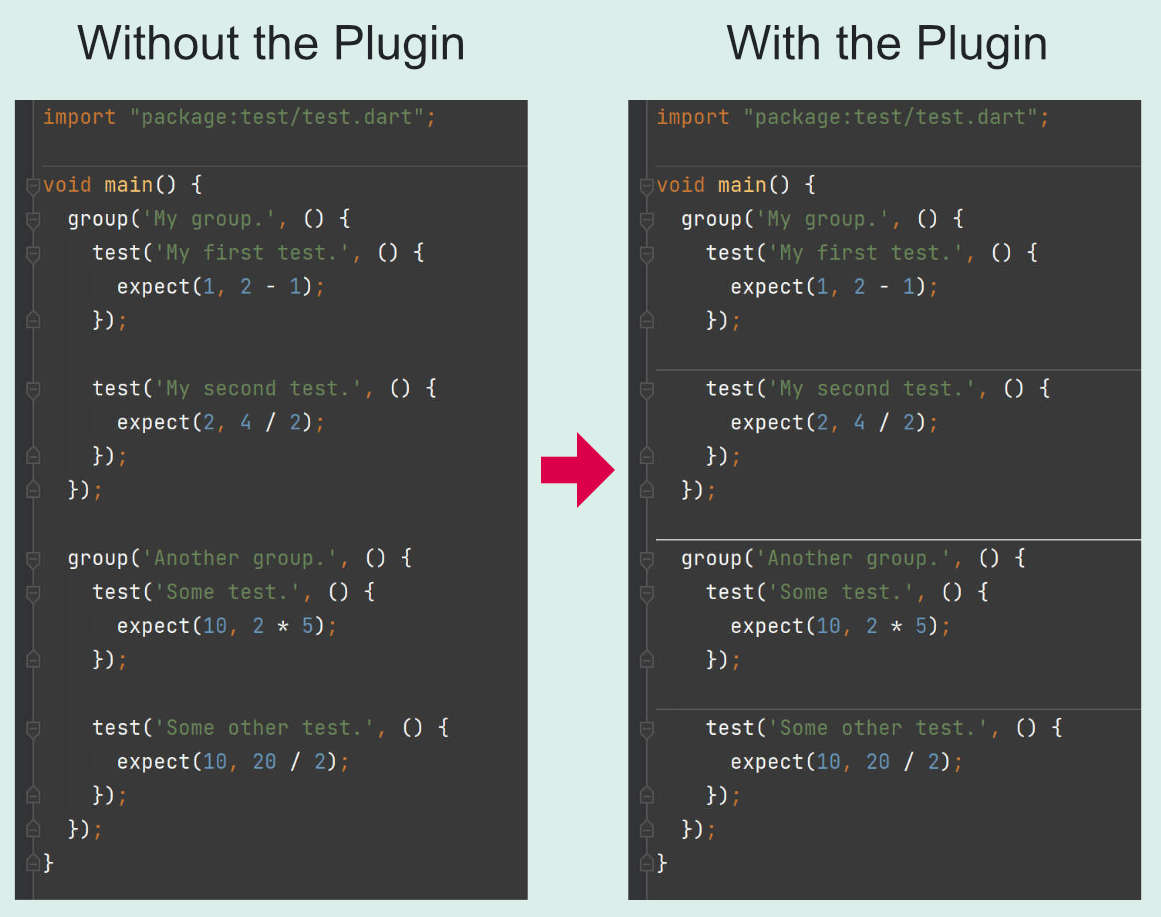 Without the Plugin
import "package:test/test.dart";
void main() {
group('My group.', () {
test('My first test.', () {
expect(1, 2 - 1);
});
test('My second test.', () {
expect(2, 4 / 2);
});
});
group('Another group.', () {
test('Some test.', () {
expect(10, 2 * 5);
});
test('Some other test.', () {
expect(10, 20 / 2);
});
});
}
With the Plugin
import "package:test/test.dart";
void main() {
group('My group.', () {
test('My first test.', () {
expect(1, 2 - 1);
});
test('My second test.', () {
expect(2, 4 / 2);
});
});
group('Another group.', () {
test('Some test.', () {
expect(10, 2 * 5);
});
test('Some other test.', () {
expect(10, 20 / 2);
});
});
}